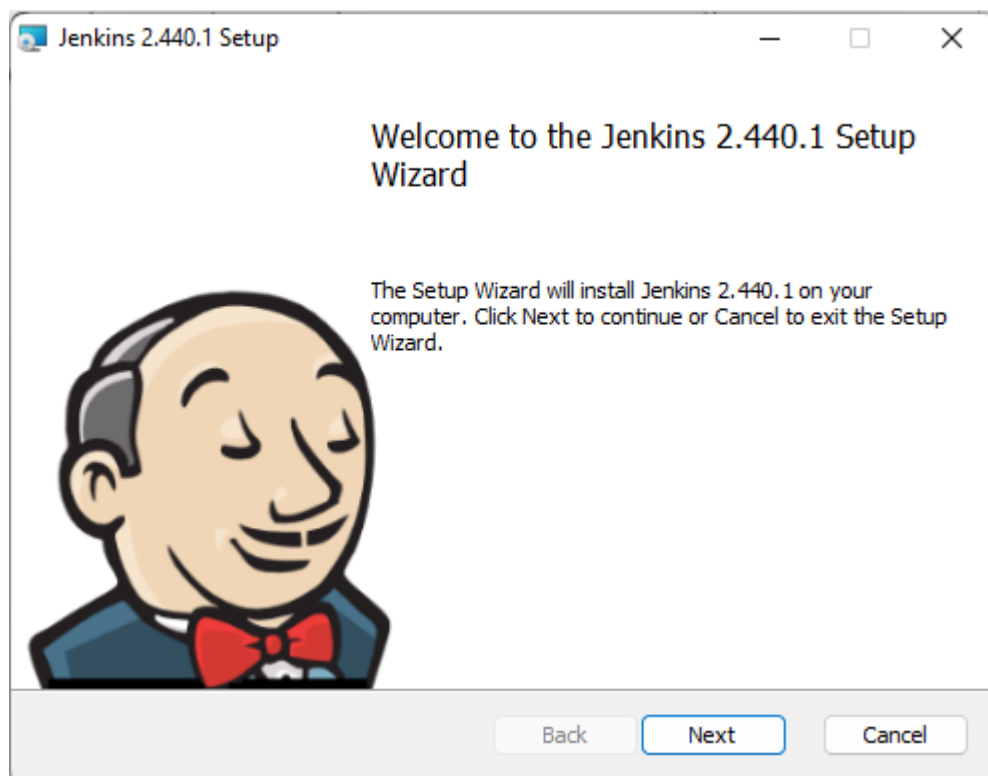 Jenkins 2.440.1 Setup
Welcome to the Jenkins 2.440.1 Setup
Wizard
The Setup Wizard will install Jenkins 2.440.1 on your
computer. Click Next to continue or Cancel to exit the Setup
Wizard.
Back Next Cancel